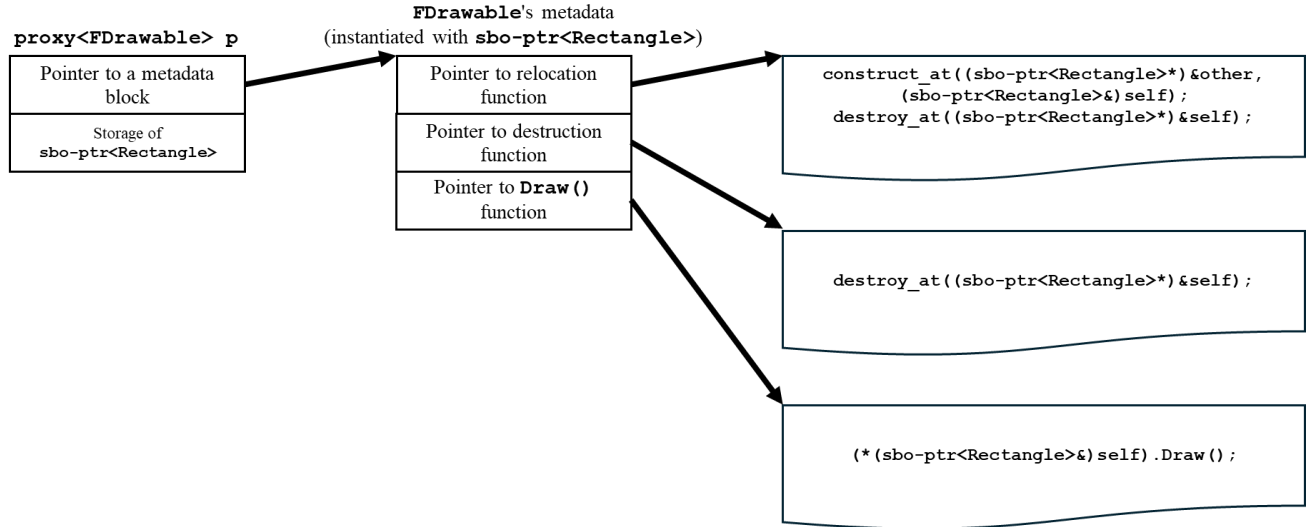 proxy<FDrawable> p
Pointer to a metadata
block
Storage of
sbo-ptr<Rectangle>
FDrawable's metadata
(instantiated with sbo-ptr<Rectangle>)
Pointer to relocation
function
Pointer to destruction
function
Pointer to Draw()
function
construct_at((sbo-ptr<Rectangle>*)&other,
(sbo-ptr<Rectangle>&)self);
destroy_at((sbo-ptr<Rectangle>*)&self);
destroy_at((sbo-ptr<Rectangle>*)&self);
(*(sbo-ptr<Rectangle>&)self).Draw();